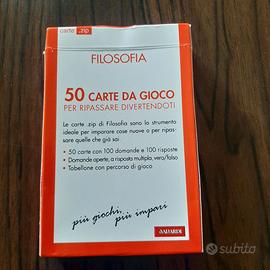 carte .zip
FILOSOFIA
50 CARTE DA GIOCO
PER RIPASSARE DIVERTENDOTI
Le carte .zip di Filosofia sono lo strumento
ideale per imparare cose nuove o per ripas-
sare quelle che già sai.
• 50 carte con 100 domande e 100 risposte
• Domande aperte, a risposta multipla, vero/falso
• Tabellone con percorso di gioco
più giochi,
più impari
AVALLARDI
subito